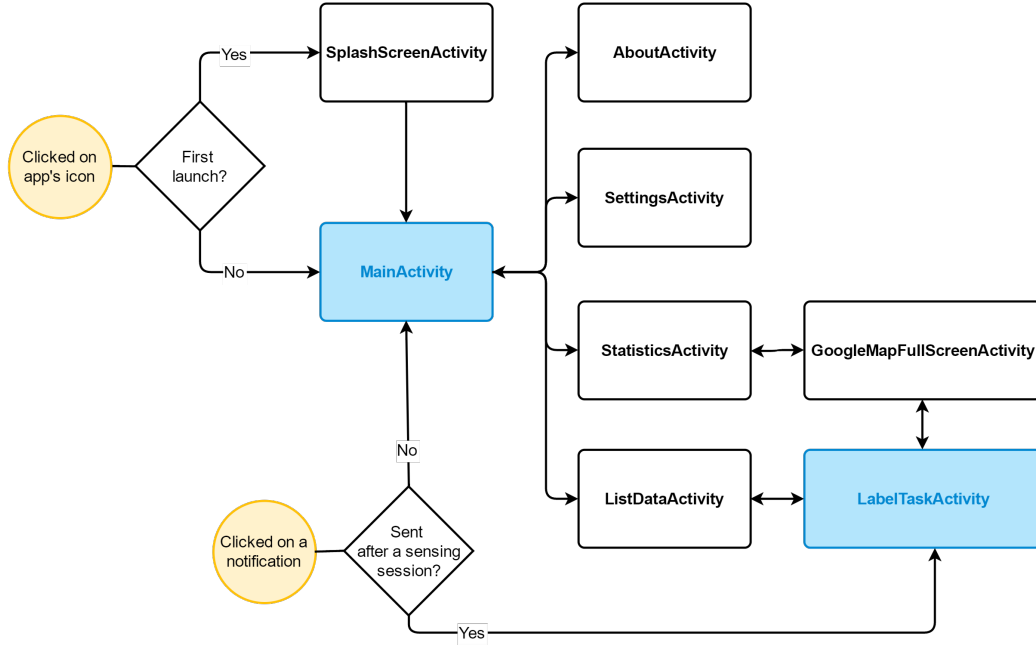 Yes
SplashScreenActivity
AboutActivity
Clicked on
app's icon
First
launch?
SettingsActivity
No
MainActivity
StatisticsActivity
GoogleMapFullScreenActivity
No
ListDataActivity
LabelTaskActivity
Clicked on a
notification
Sent
after a sensing
session?
Yes